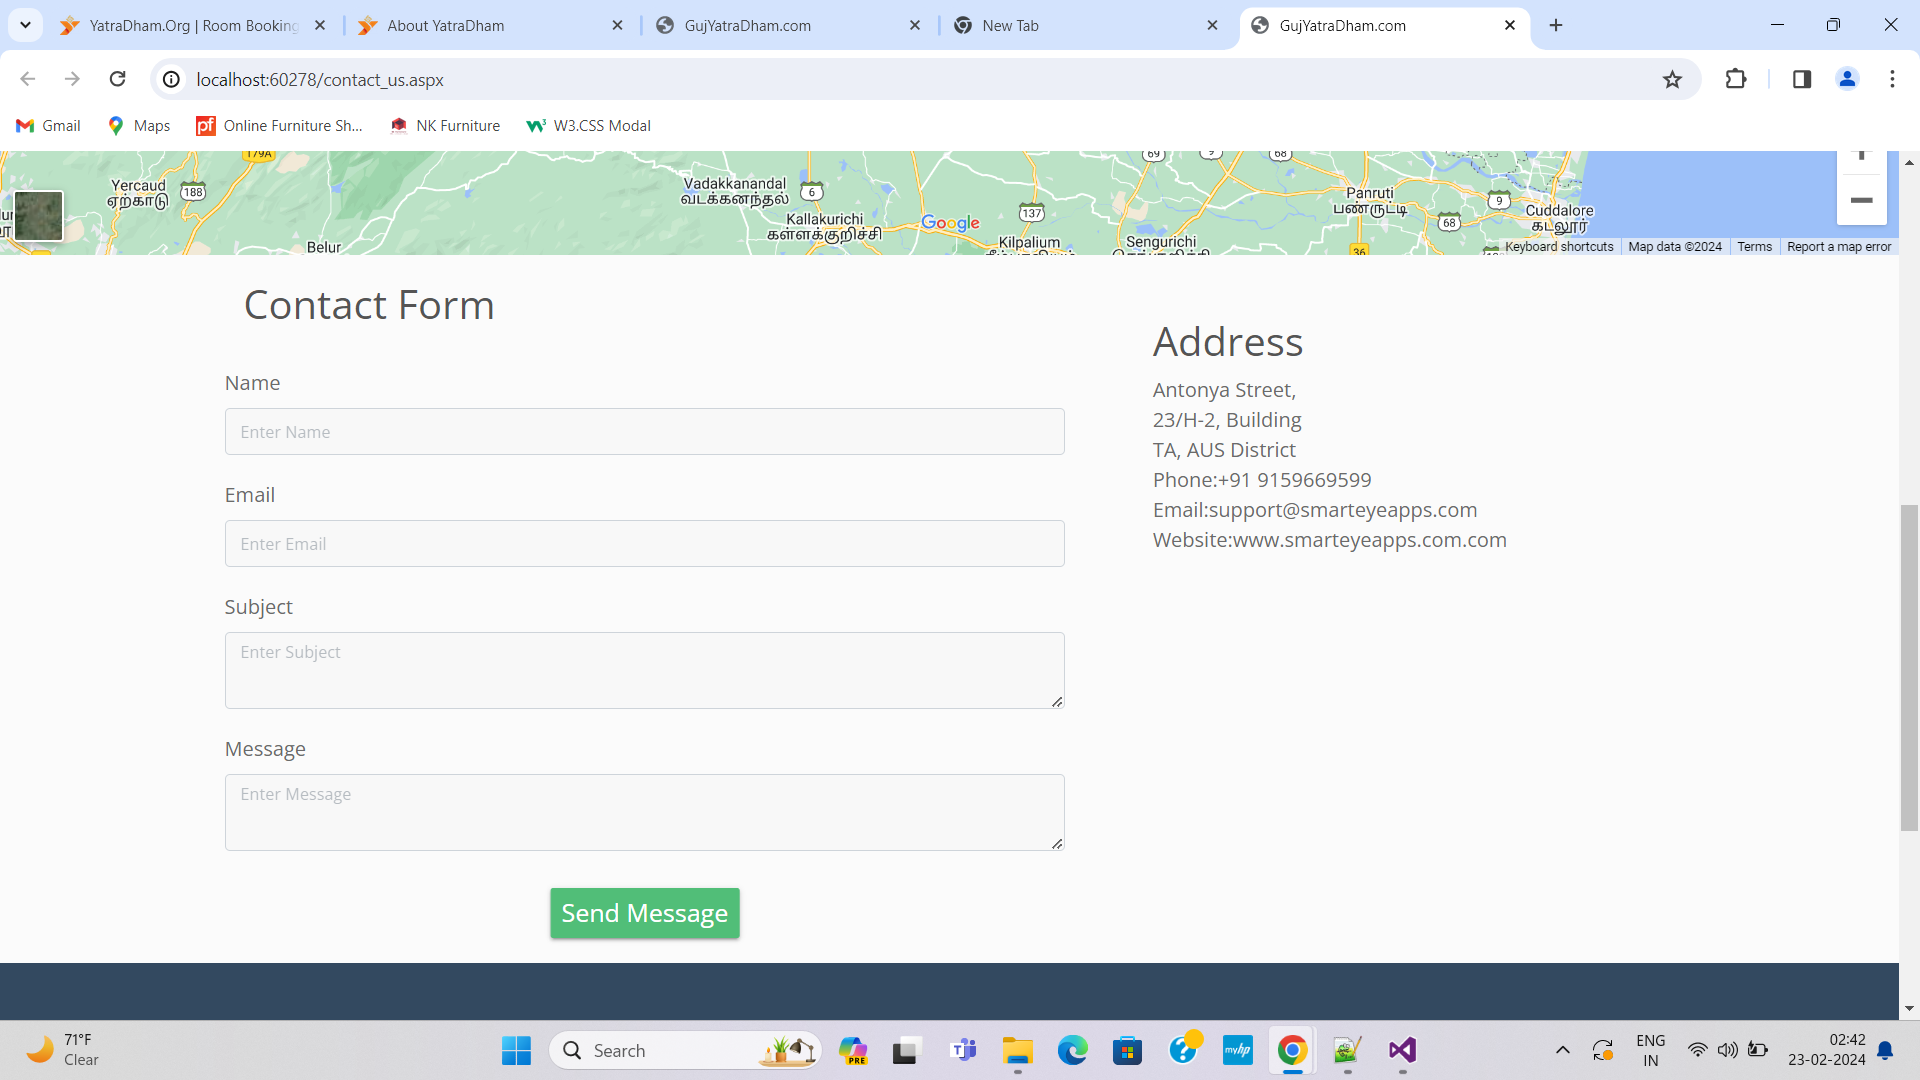 YatraDham.Org | Room Booking
About YatraDham
GujYatraDham.com
New Tab
GujYatraDham.com
localhost:60278/contact_us.aspx
Gmail
Maps
pf
Online Furniture Sh...
NK Furniture
W3.CSS Modal
179A
69
9
68
Yercaud
ஏற்காடு
188
Vadakkanandal
வடக்கனந்தல்
6
Kallakurichi
கள்ளக்குறிச்சி
Google
137
Panruti
பண்ருட்டி
9
68
Cuddalore
கடலூர்
Belur
Kilpalium
Sengurichi
36
Keyboard shortcuts
Map data ©2024
Terms
Report a map error
Contact Form
Address
Name
Enter Name
Antonya Street,
23/H-2, Building
TA, AUS District
Phone:+91 9159669599
Email:support@smarteyeapps.com
Website:www.smarteyeapps.com.com
Email
Enter Email
Subject
Enter Subject
Message
Enter Message
Send Message
71°F
Clear
Search
PRE
myhp
ENG
IN
02:42
23-02-2024